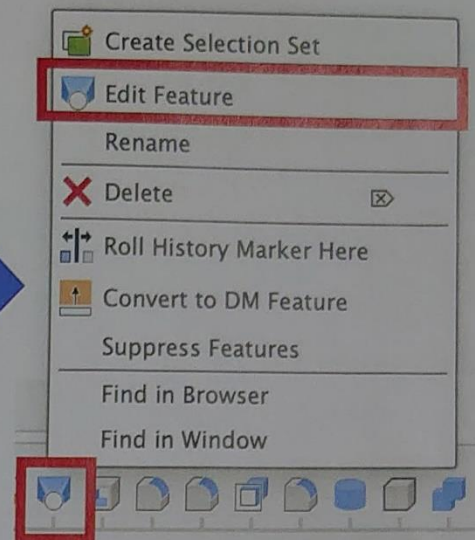 Create Selection Set
Edit Feature
Rename
Delete
Roll History Marker Here
Convert to DM Feature
Suppress Features
Find in Browser
Find in Window